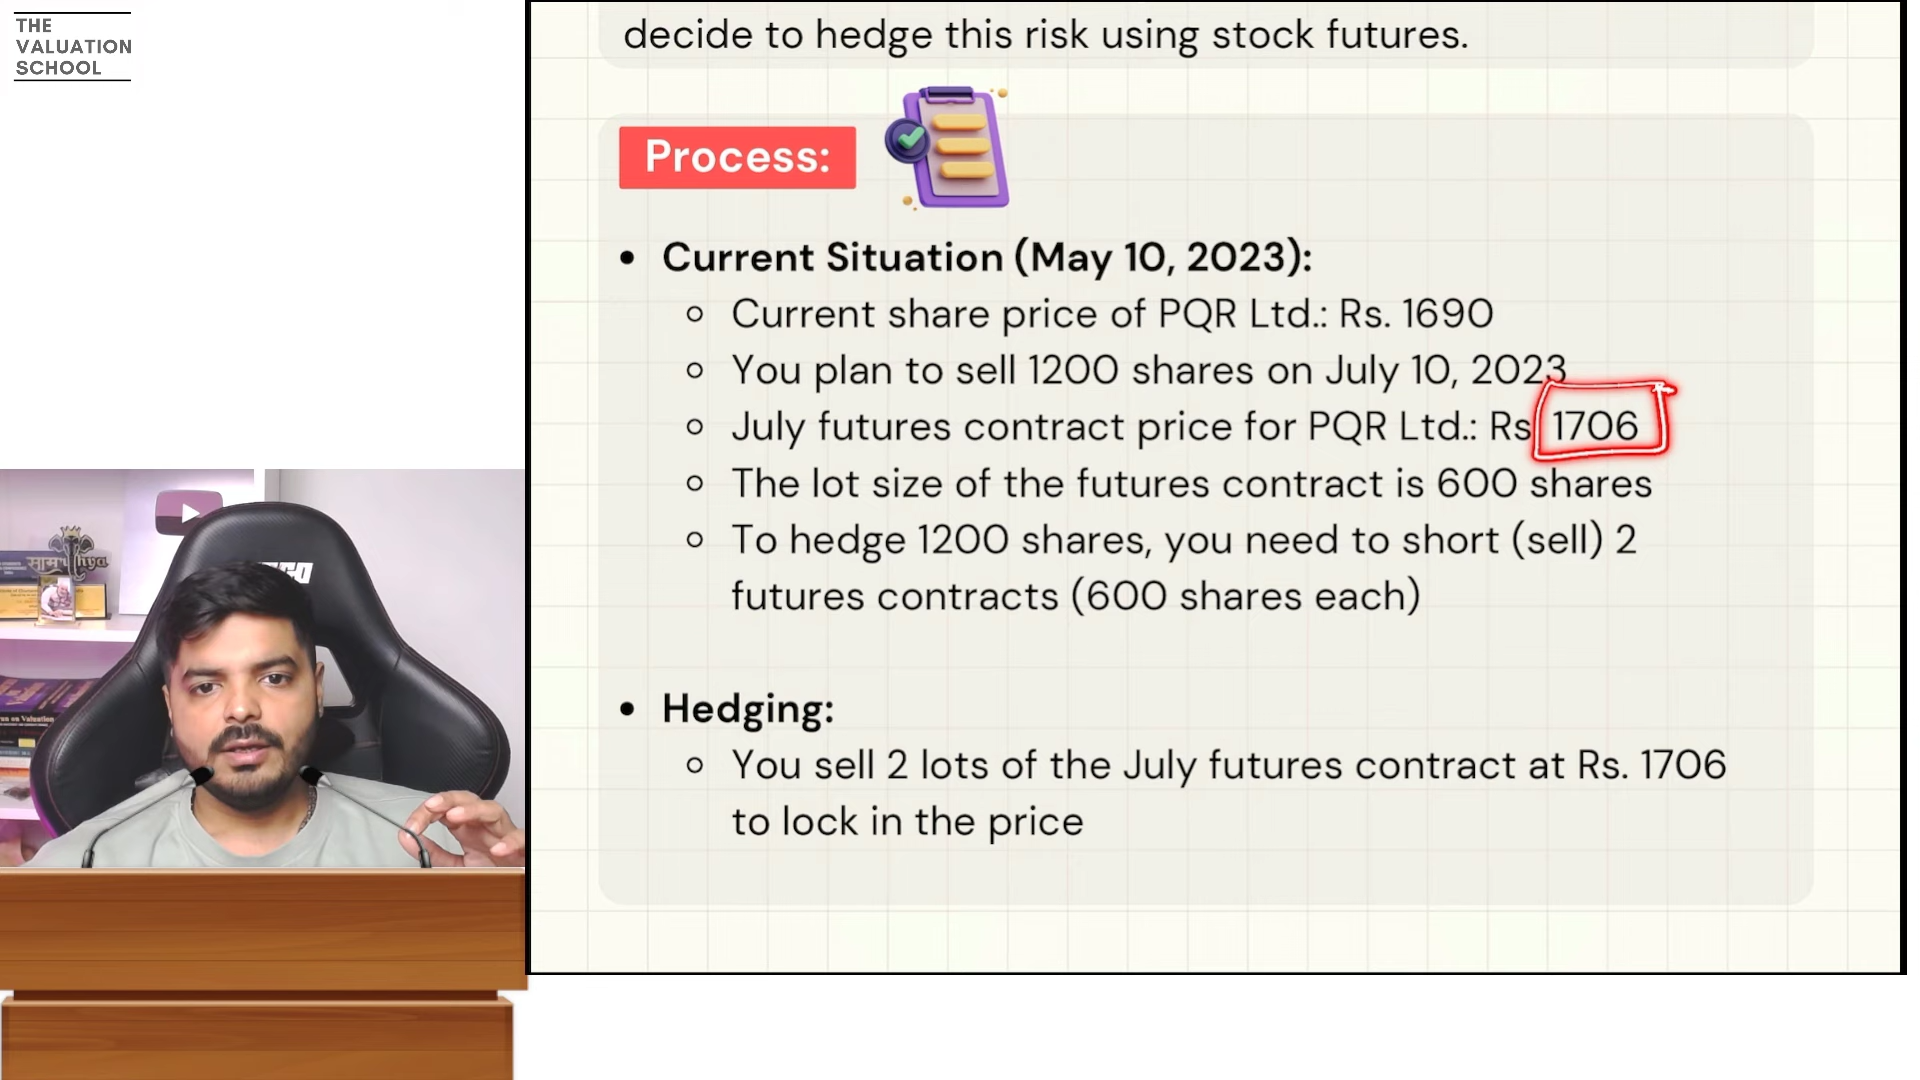 THE
VALUATION
SCHOOL
decide to hedge this risk using stock futures.
Process:
• Current Situation (May 10, 2023):
○ Current share price of PQR Ltd.: Rs. 1690
○ You plan to sell 1200 shares on July 10, 2023
○ July futures contract price for PQR Ltd.: Rs 1706
○ The lot size of the futures contract is 600 shares
○ To hedge 1200 shares, you need to short (sell) 2
futures contracts (600 shares each)
• Hedging:
○ You sell 2 lots of the July futures contract at Rs. 1706
to lock in the price
on Valuation